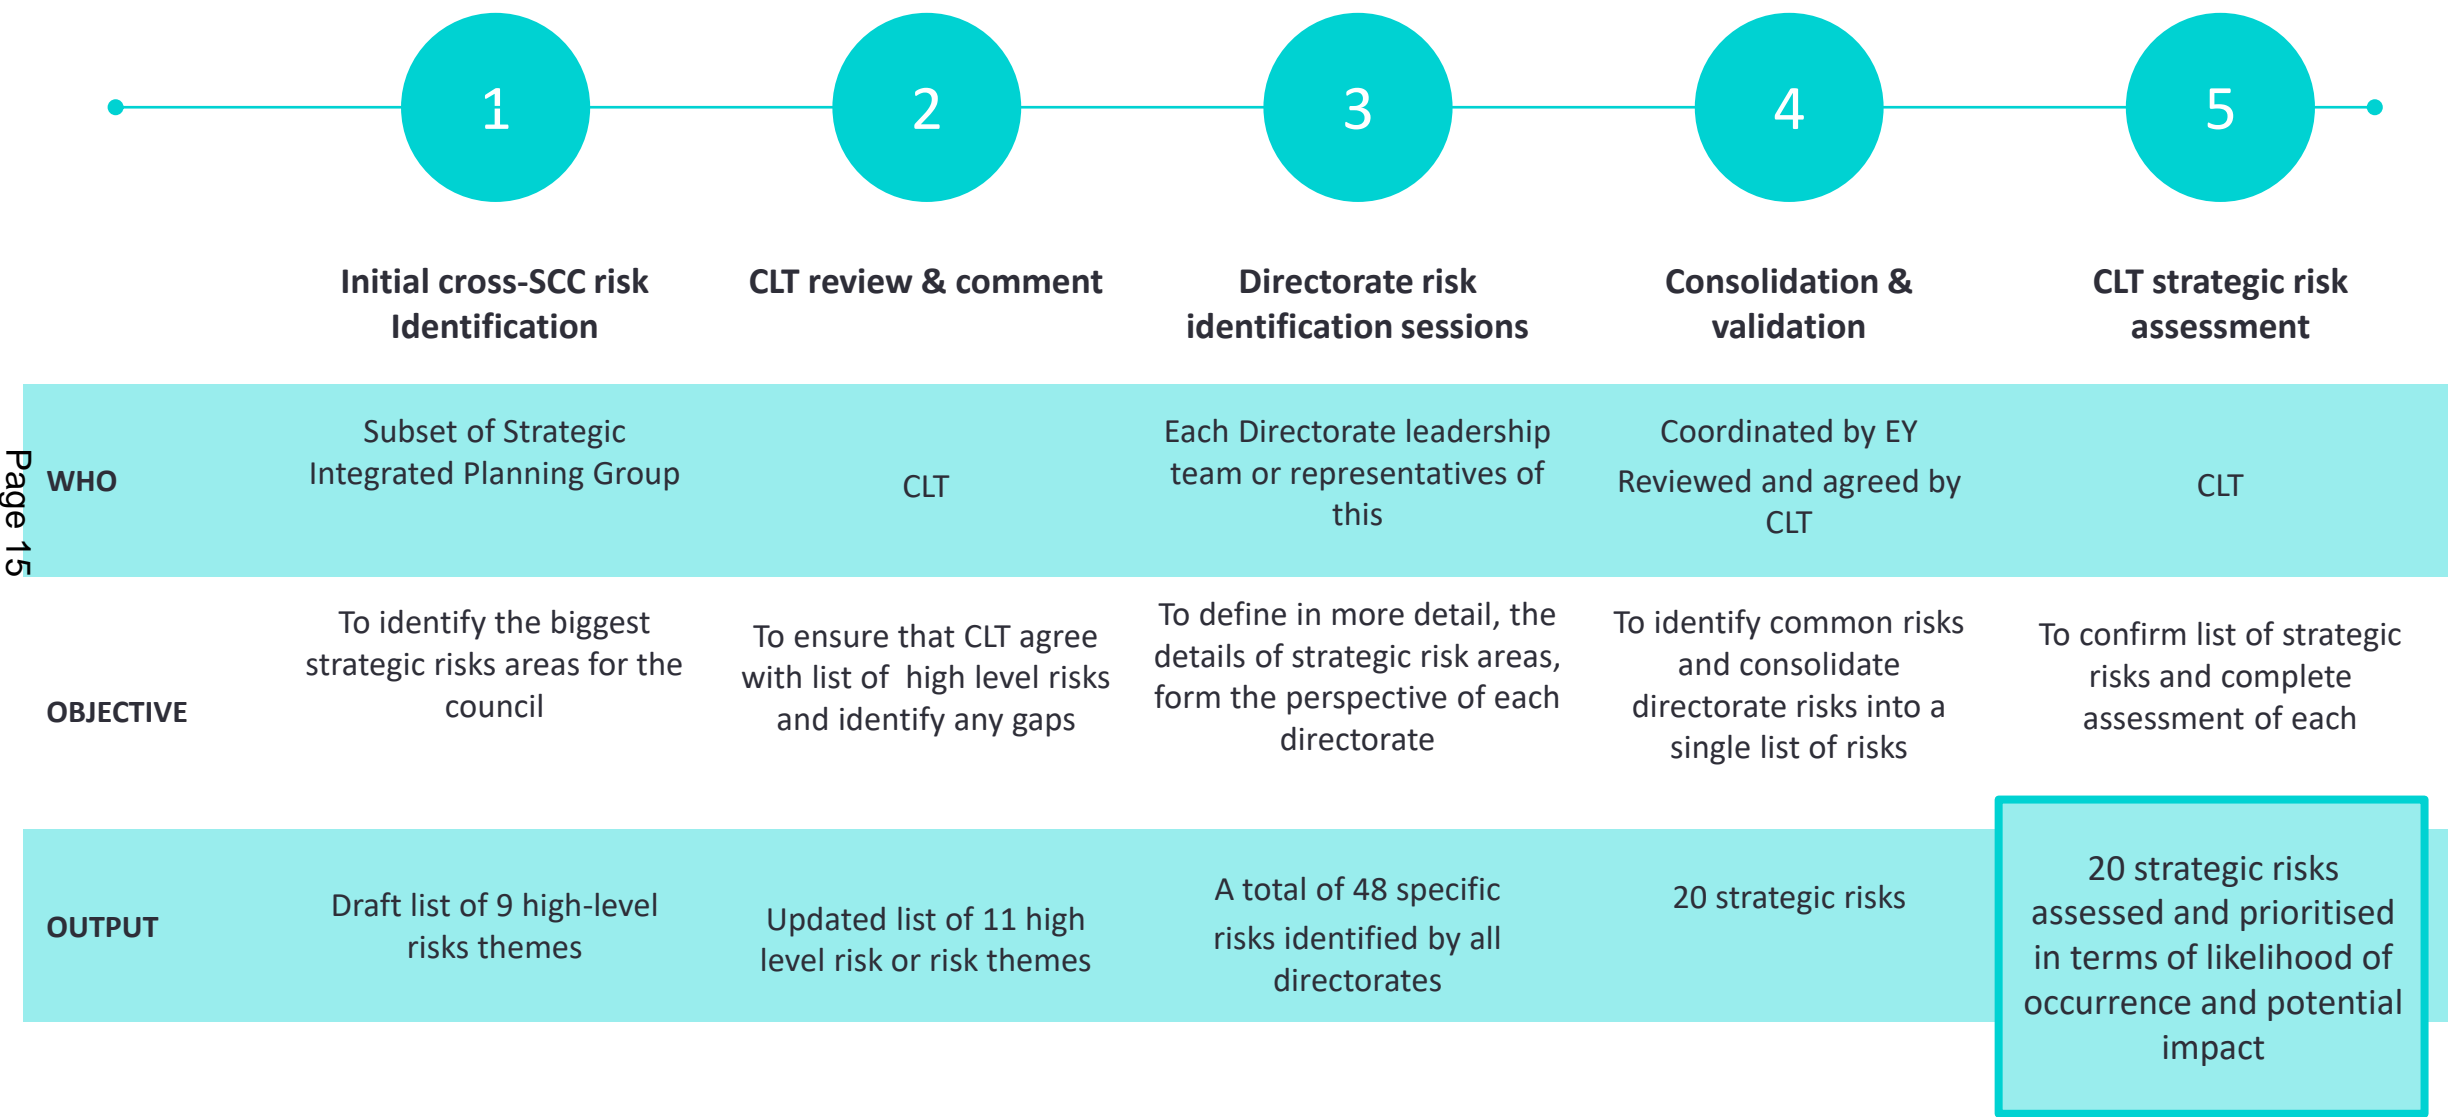 1
2
3
4
5
Initial cross-SCC risk
Identification
CLT review & comment
Directorate risk
identification sessions
Consolidation &
validation
CLT strategic risk
assessment
WHO
Subset of Strategic
Integrated Planning Group
CLT
Each Directorate leadership
team or representatives of
this
Coordinated by EY
Reviewed and agreed by
CLT
CLT
OBJECTIVE
To identify the biggest
strategic risks areas for the
council
To ensure that CLT agree
with list of  high level risks
and identify any gaps
To define in more detail, the
details of strategic risk areas,
form the perspective of each
directorate
To identify common risks
and consolidate
directorate risks into a
single list of risks
To confirm list of strategic
risks and complete
assessment of each
OUTPUT
Draft list of 9 high-level
risks themes
Updated list of 11 high
level risk or risk themes
A total of 48 specific
risks identified by all
directorates
20 strategic risks
20 strategic risks
assessed and prioritised
in terms of likelihood of
occurrence and potential
impact
Page 15